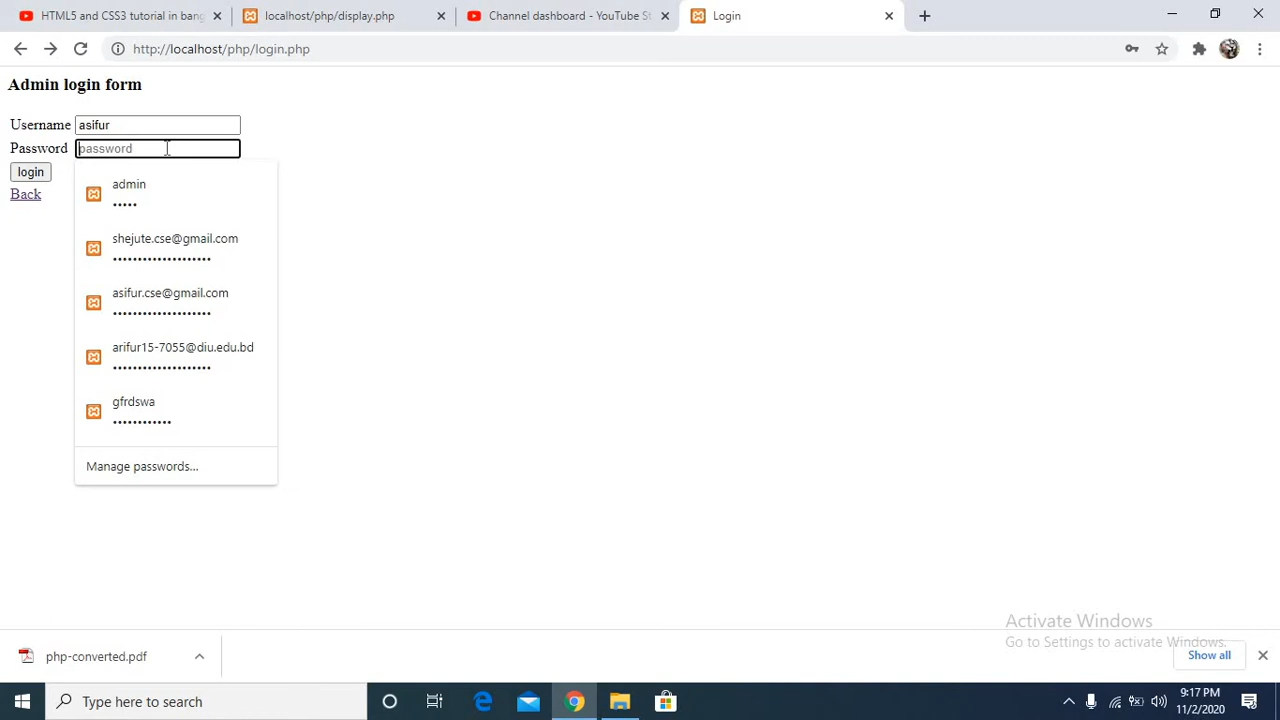 HTML5 and CSS3 tutorial in bang
localhost/php/display.php
Channel dashboard - YouTube St
Login
http://localhost/php/login.php
Admin login form
Username asifur
Password password
login
Back
admin
•••••
shejute.cse@gmail.com
••••••••••••••••••••
asifur.cse@gmail.com
••••••••••••••••••••
arifur15-7055@diu.edu.bd
••••••••••••••••••••
gfrdswa
••••••••••••
Manage passwords...
Activate Windows
Go to Settings to activate Windows.
php-converted.pdf
Show all
Type here to search
9:17 PM
11/2/2020